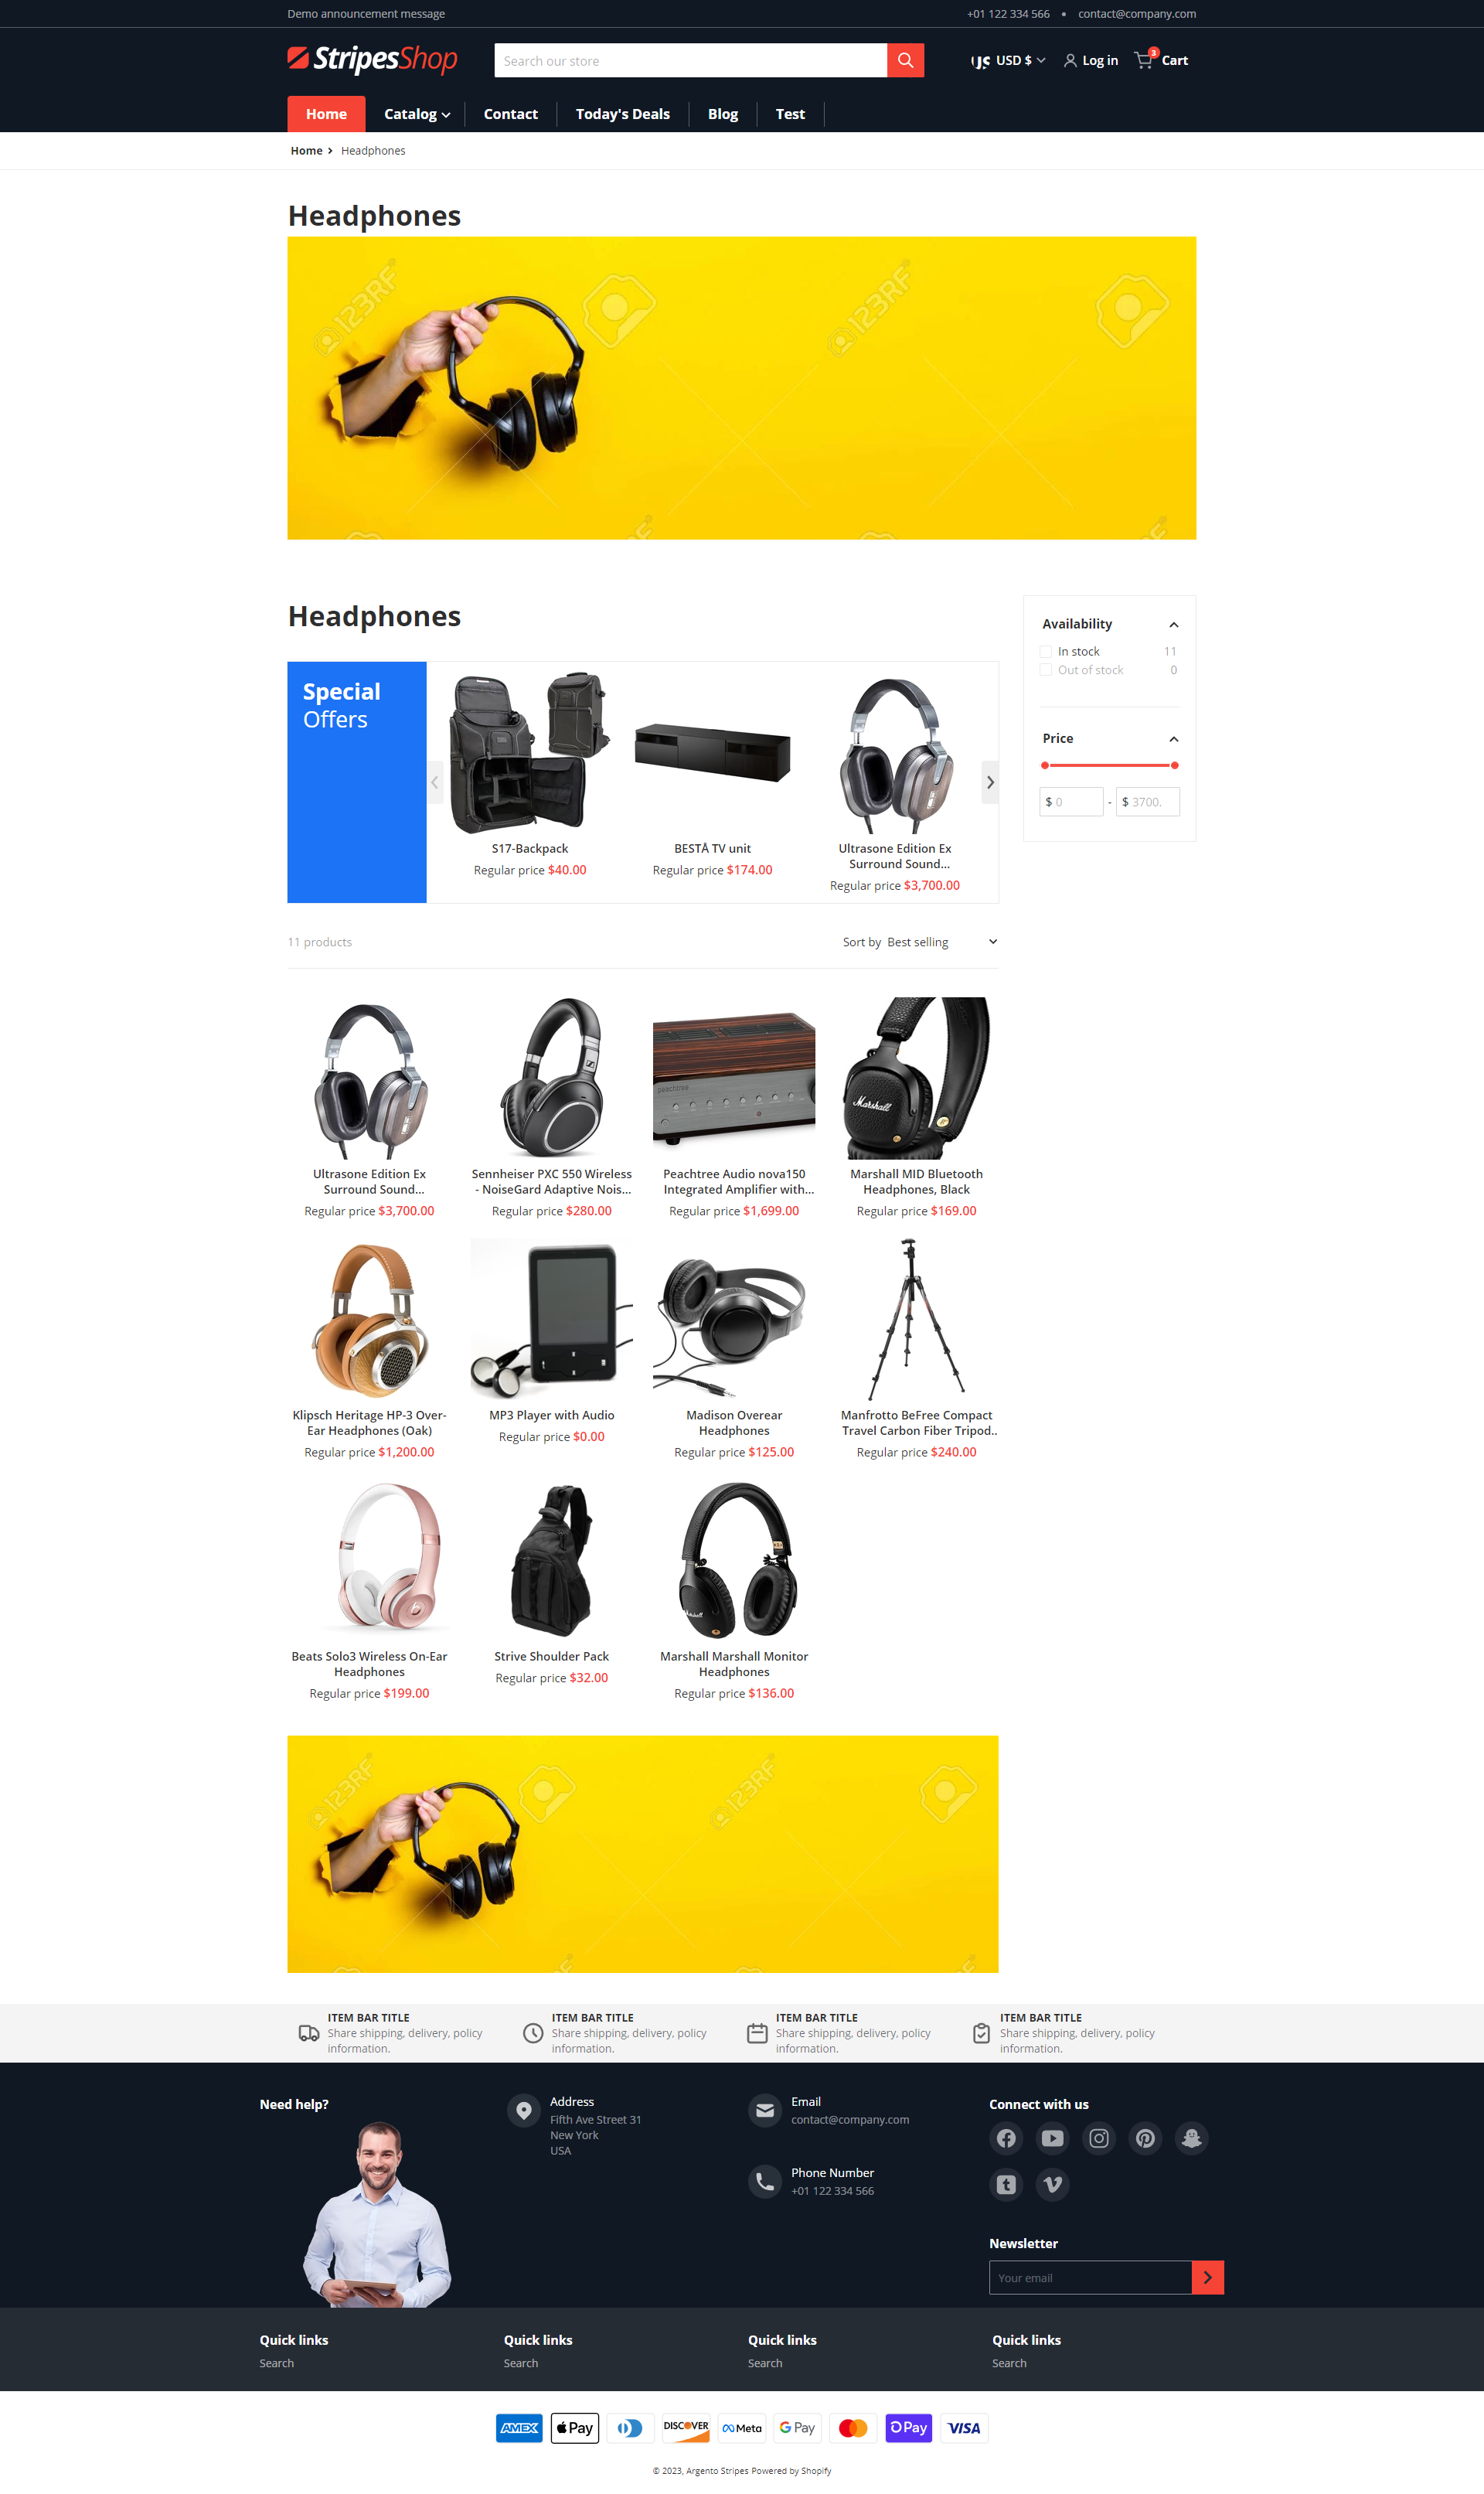 Demo announcement message
+01 122 334 566 • contact@company.com
StripesShop
Search our store
USD $
Log in
3
Cart
Home
Catalog
Contact
Today's Deals
Blog
Test
Home > Headphones
Headphones
123RF
123RF
Headphones
Special
Offers
S17-Backpack
Regular price $40.00
BESTÅ TV unit
Regular price $174.00
Ultrasone Edition Ex
Surround Sound...
Regular price $3,700.00
Availability
In stock 11
Out of stock 0
Price
$ 0 - $ 3700.
11 products
Sort by Best selling
peachtree
Marshall
Ultrasone Edition Ex
Surround Sound...
Regular price $3,700.00
Sennheiser PXC 550 Wireless
- NoiseGard Adaptive Nois...
Regular price $280.00
Peachtree Audio nova150
Integrated Amplifier with...
Regular price $1,699.00
Marshall MID Bluetooth
Headphones, Black
Regular price $169.00
Klipsch Heritage HP-3 Over-
Ear Headphones (Oak)
Regular price $1,200.00
MP3 Player with Audio
Regular price $0.00
Madison Overear
Headphones
Regular price $125.00
Manfrotto BeFree Compact
Travel Carbon Fiber Tripod..
Regular price $240.00
Marshall
Beats Solo3 Wireless On-Ear
Headphones
Regular price $199.00
Strive Shoulder Pack
Regular price $32.00
Marshall Marshall Monitor
Headphones
Regular price $136.00
123RF
123RF
ITEM BAR TITLE
Share shipping, delivery, policy
information.
ITEM BAR TITLE
Share shipping, delivery, policy
information.
ITEM BAR TITLE
Share shipping, delivery, policy
information.
ITEM BAR TITLE
Share shipping, delivery, policy
information.
Need help?
Address
Fifth Ave Street 31
New York
USA
Email
contact@company.com
Phone Number
+01 122 334 566
Connect with us
Newsletter
Your email
Quick links
Search
Quick links
Search
Quick links
Search
Quick links
Search
AMEX
Pay
DISCOVER
Meta
G Pay
Pay
VISA
© 2023, Argento Stripes Powered by Shopify